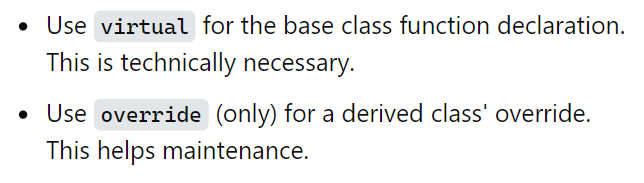 • Use virtual for the base class function declaration.
This is technically necessary.
• Use override (only) for a derived class' override.
This helps maintenance.